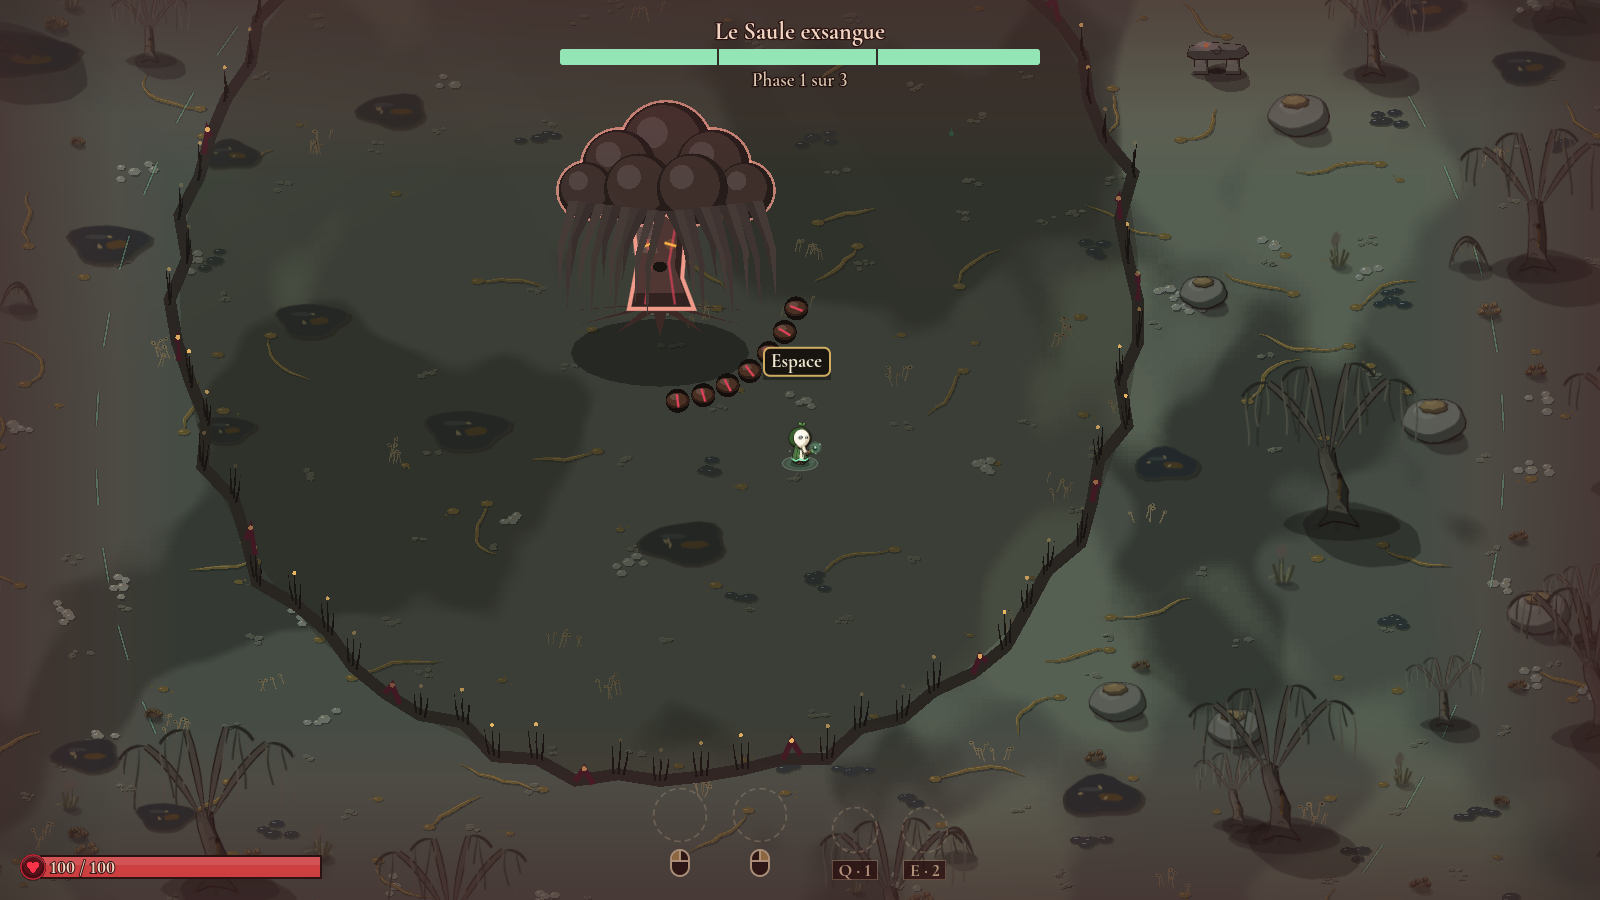 Le Saule exsangue
Phase 1 sur 3
Espace
100 / 100
Q · 1
E · 2